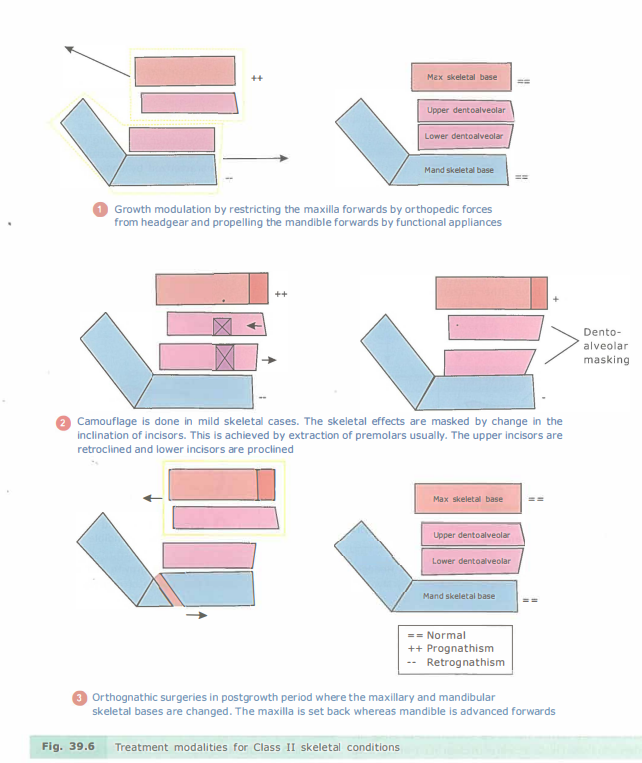 ++
--
Max skeletal base
==
Upper dentoalveolar
Lower dentoalveolar
Mand skeletal base
==
1 Growth modulation by restricting the maxilla forwards by orthopedic forces
from headgear and propelling the mandible forwards by functional appliances
++
--
+
Dento-
alveolar
masking
-
2 Camouflage is done in mild skeletal cases. The skeletal effects are masked by change in the
inclination of incisors. This is achieved by extraction of premolars usually. The upper incisors are
retroclined and lower incisors are proclined
Max skeletal base
==
Upper dentoalveolar
Lower dentoalveolar
Mand skeletal base
==
== Normal
++ Prognathism
-- Retrognathism
3 Orthognathic surgeries in postgrowth period where the maxillary and mandibular
skeletal bases are changed. The maxilla is set back whereas mandible is advanced forwards
Fig. 39.6 Treatment modalities for Class II skeletal conditions